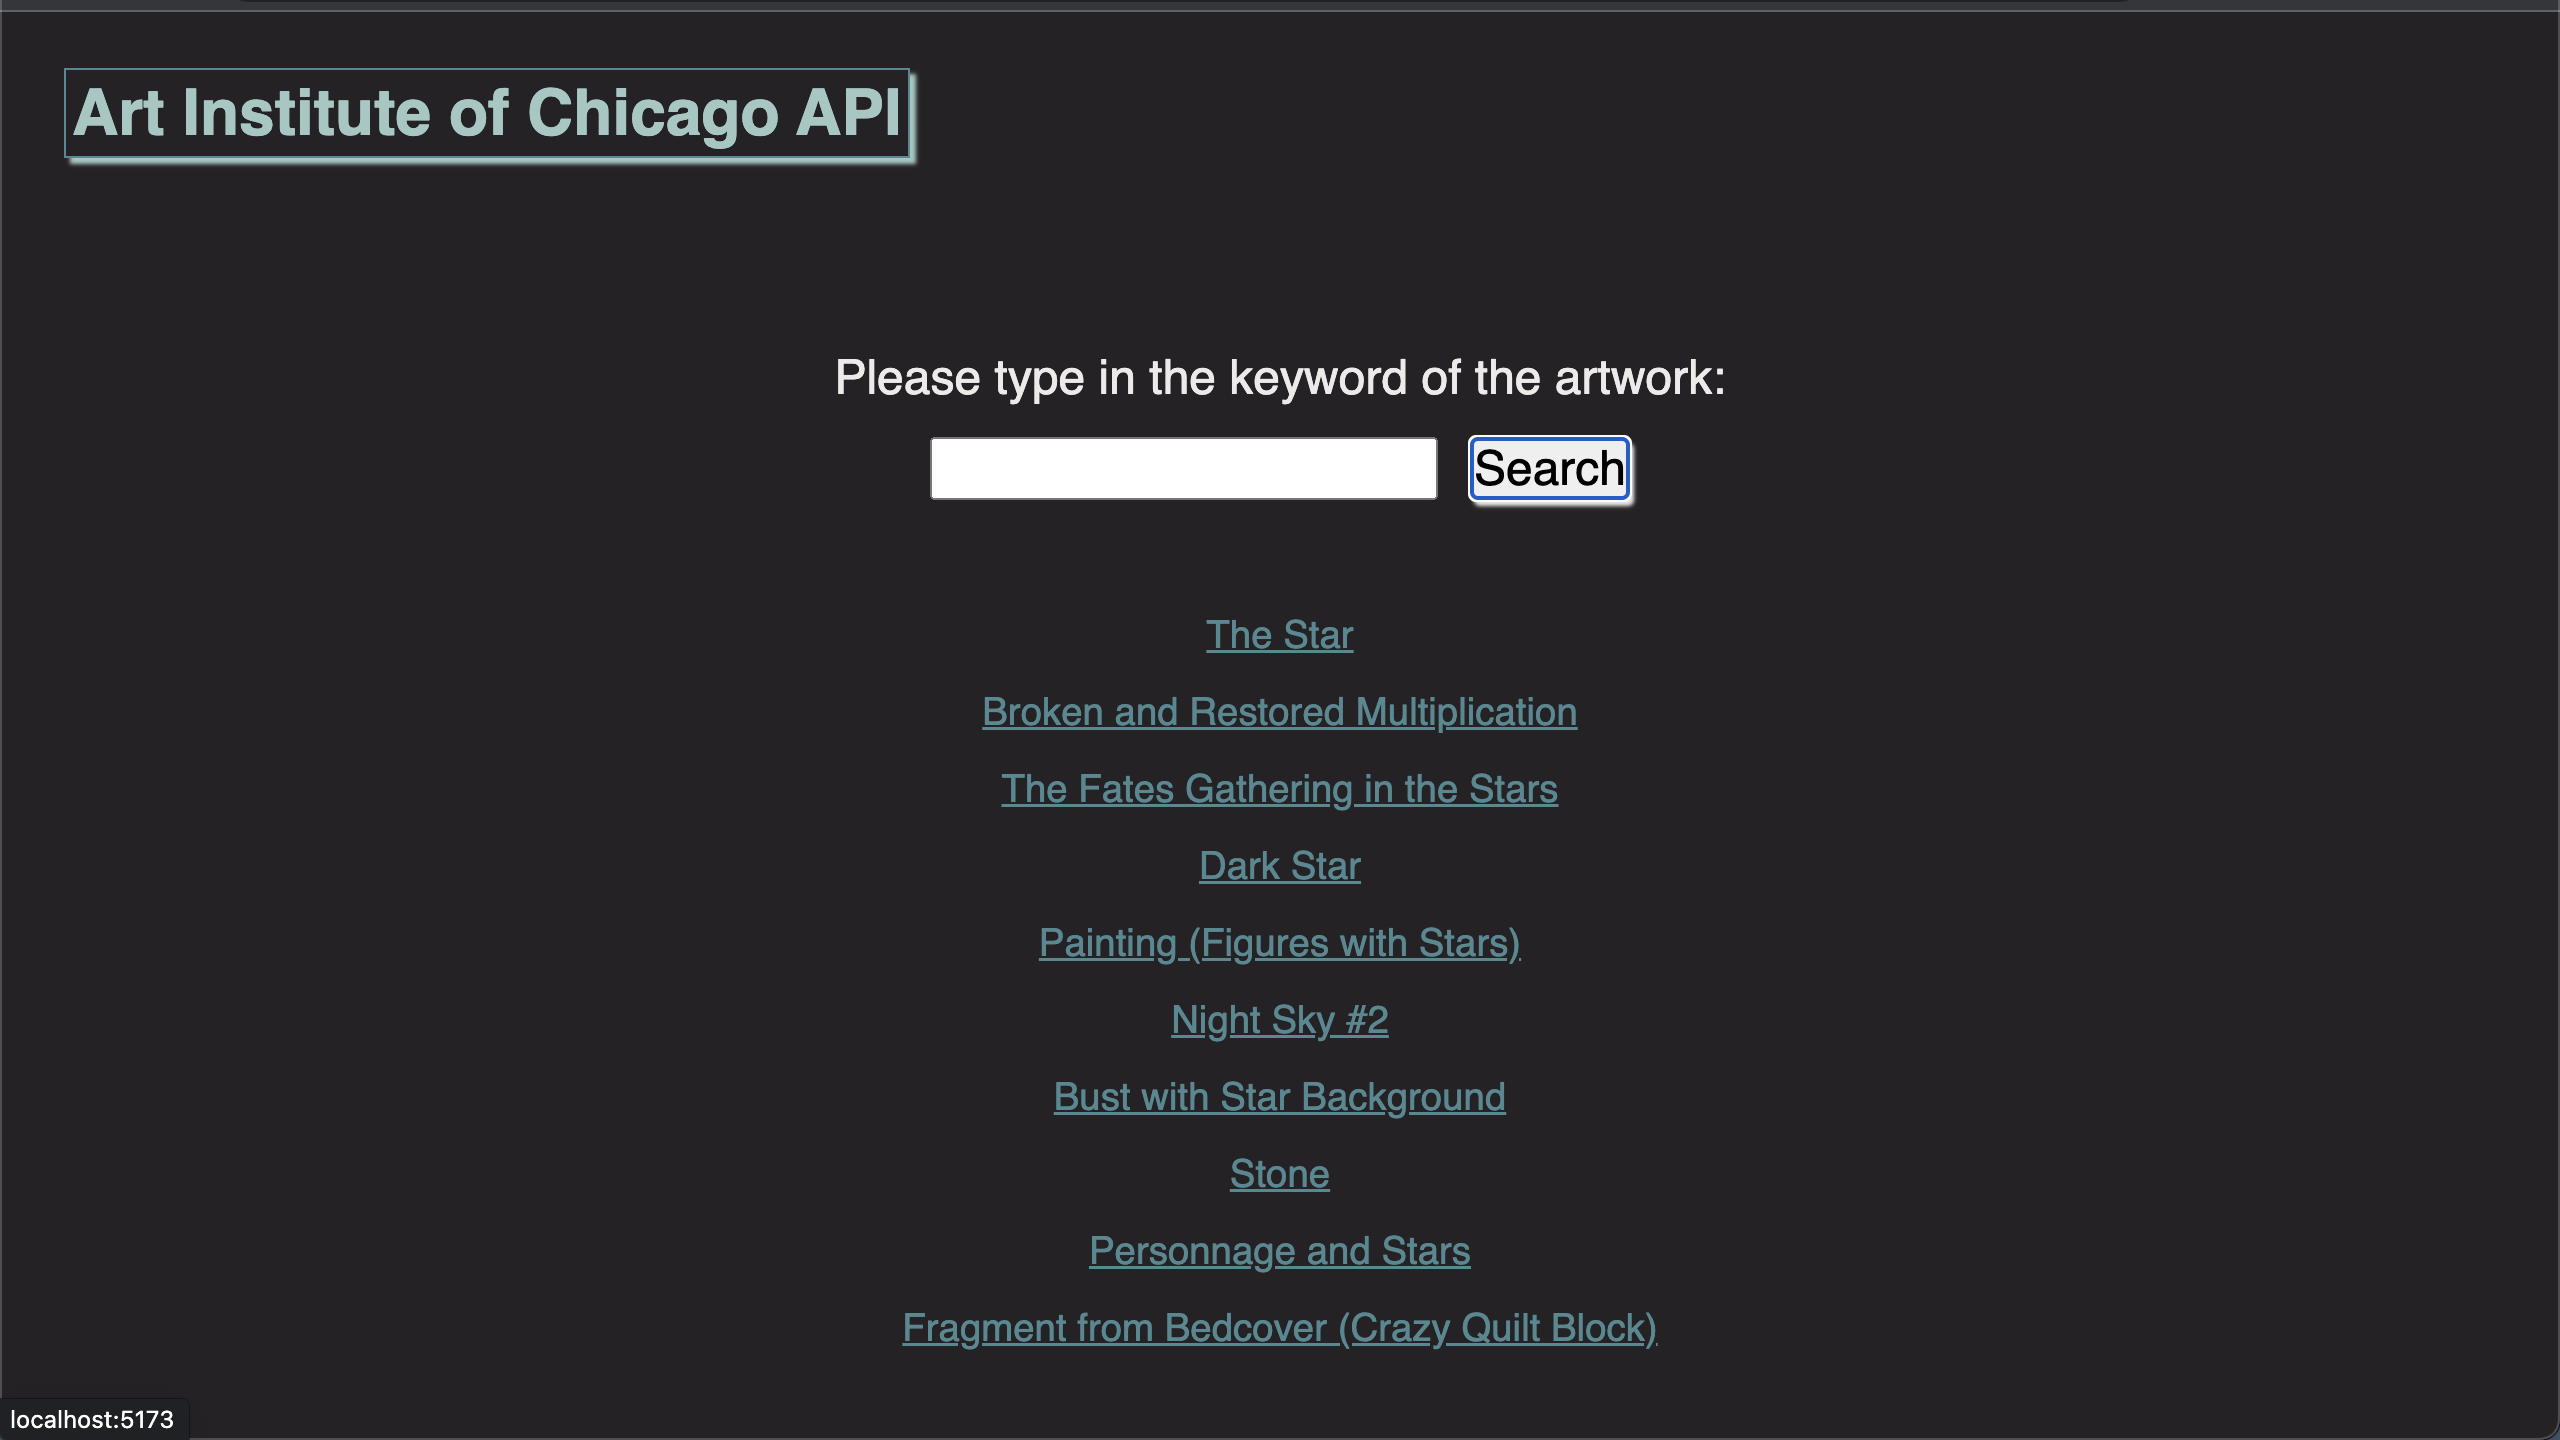 Art Institute of Chicago API
Please type in the keyword of the artwork:
Search
The Star
Broken and Restored Multiplication
The Fates Gathering in the Stars
Dark Star
Painting (Figures with Stars)
Night Sky #2
Bust with Star Background
Stone
Personnage and Stars
Fragment from Bedcover (Crazy Quilt Block)
localhost:5173